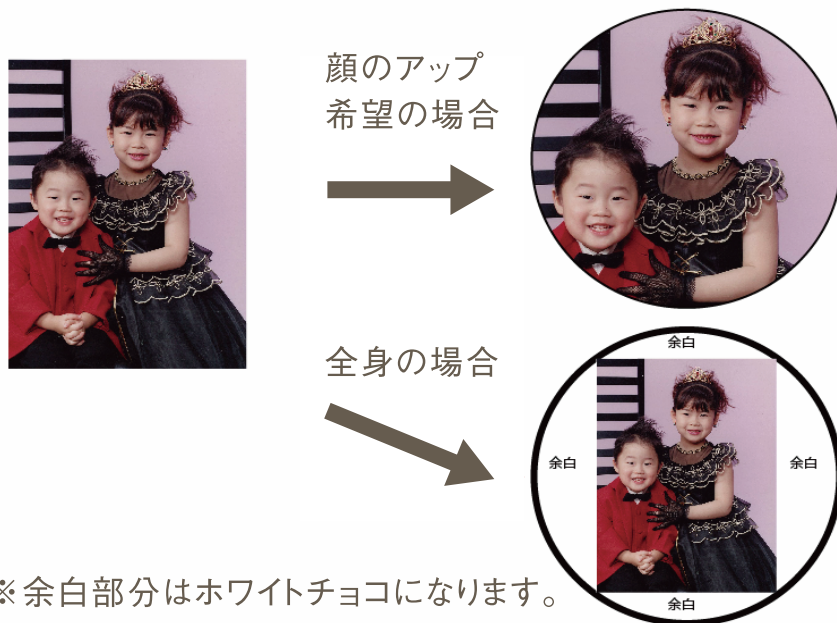 顔のアップ
希望の場合
全身の場合
余白
余白
余白
余白
※余白部分はホワイトチョコになります。